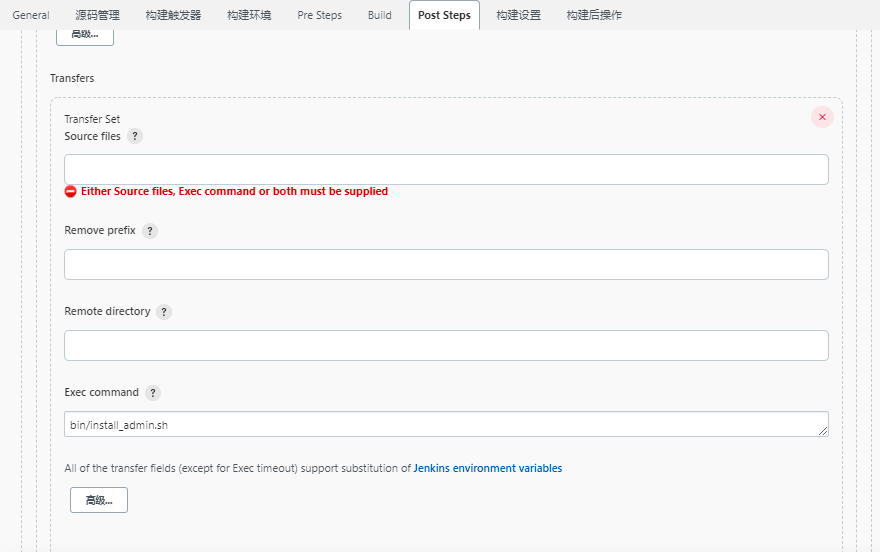 General 源码管理 构建触发器 构建环境 Pre Steps Build Post Steps 构建设置 构建后操作
高级...
Transfers
Transfer Set
Source files ?
Either Source files, Exec command or both must be supplied
Remove prefix ?
Remote directory ?
Exec command ?
bin/install_admin.sh
All of the transfer fields (except for Exec timeout) support substitution of Jenkins environment variables
高级...